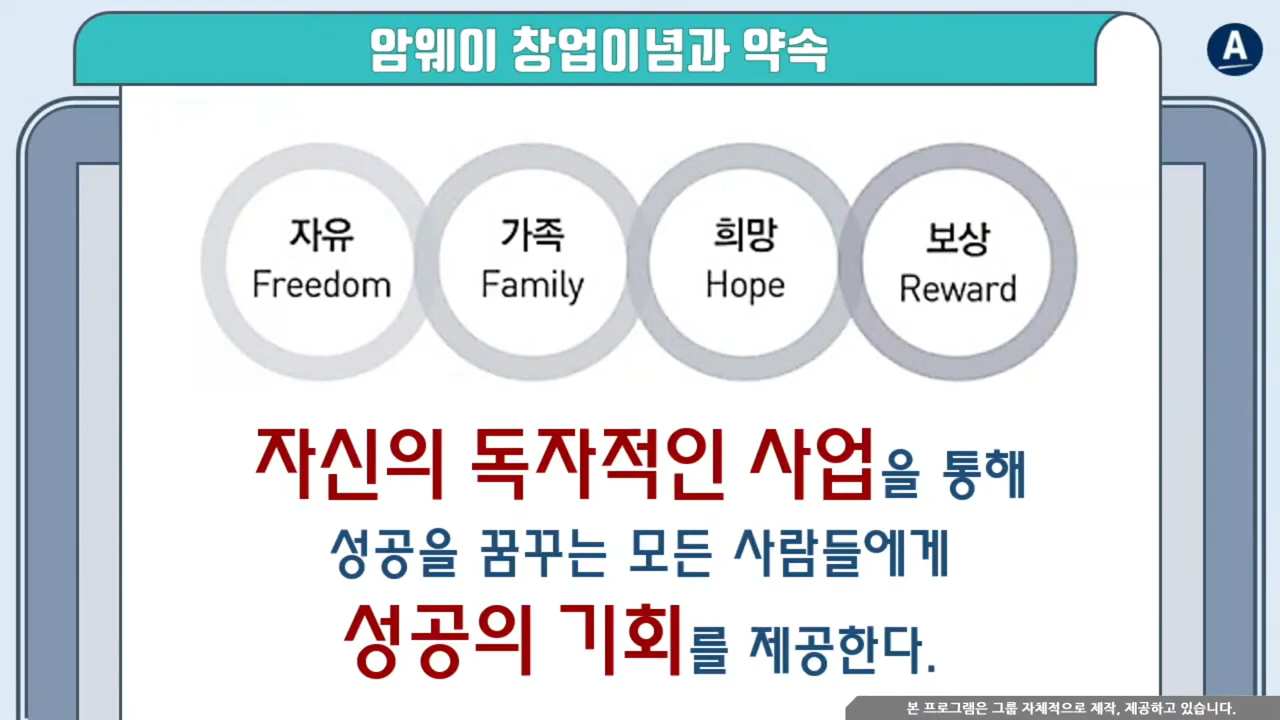 암웨이 창업이념과 약속
A
자유 가족 희망 보상
Freedom Family Hope Reward
자신의 독자적인 사업을 통해
성공을 꿈꾸는 모든 사람들에게
성공의 기회를 제공한다.
본 프로그램은 그룹 자체적으로 제작, 제공하고 있습니다.